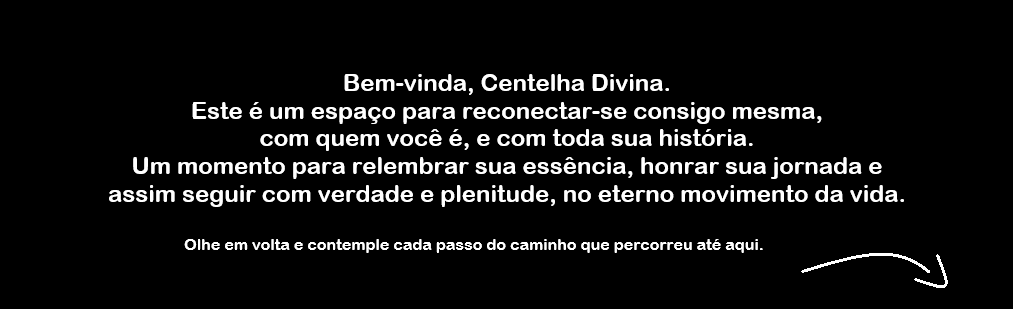 Bem-vinda, Centelha Divina.
Este é um espaço para reconectar-se consigo mesma,
com quem você é, e com toda sua história.
Um momento para relembrar sua essência, honrar sua jornada e
assim seguir com verdade e plenitude, no eterno movimento da vida.
Olhe em volta e contemple cada passo do caminho que percorreu até aqui.